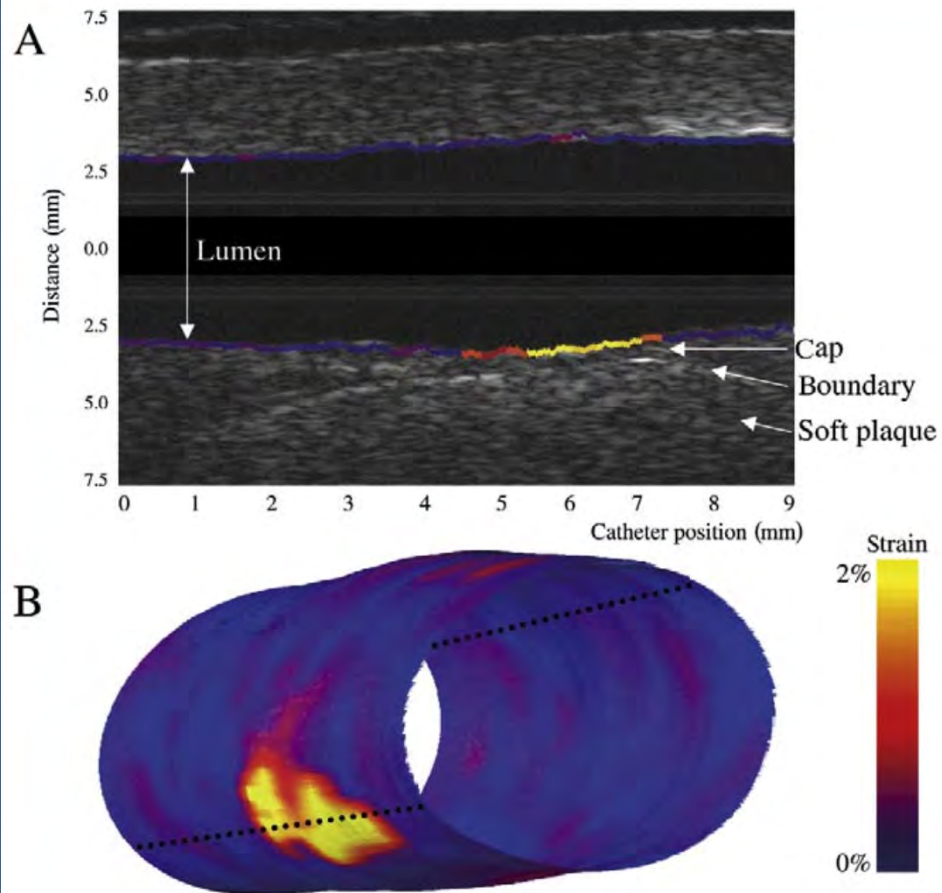 A
7.5
5.0
2.5
0.0
2.5
5.0
7.5
Distance (mm)
Lumen
Cap
Boundary
Soft plaque
0 1 2 3 4 5 6 7 8 9
Catheter position (mm)
B
Strain
2%
0%